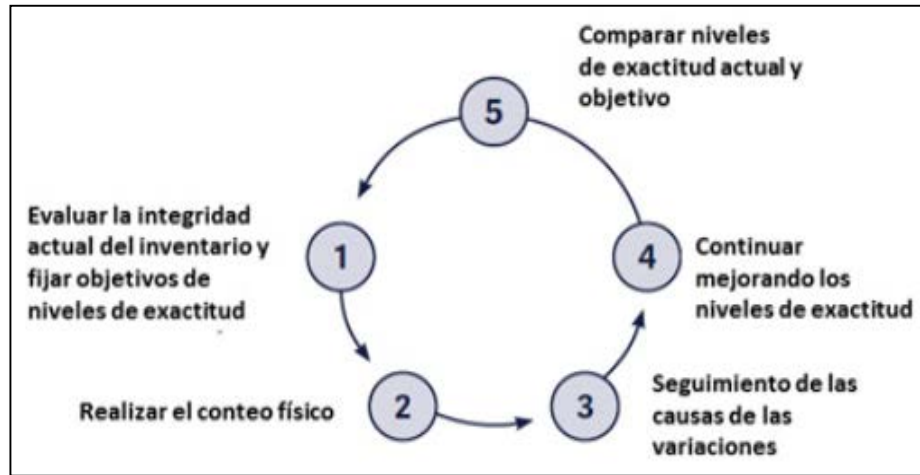 5
Comparar niveles
de exactitud actual y
objetivo
1
Evaluar la integridad
actual del inventario y
fijar objetivos de
niveles de exactitud
4
Continuar
mejorando los
niveles de exactitud
2
Realizar el conteo físico
3
Seguimiento de las
causas de las
variaciones